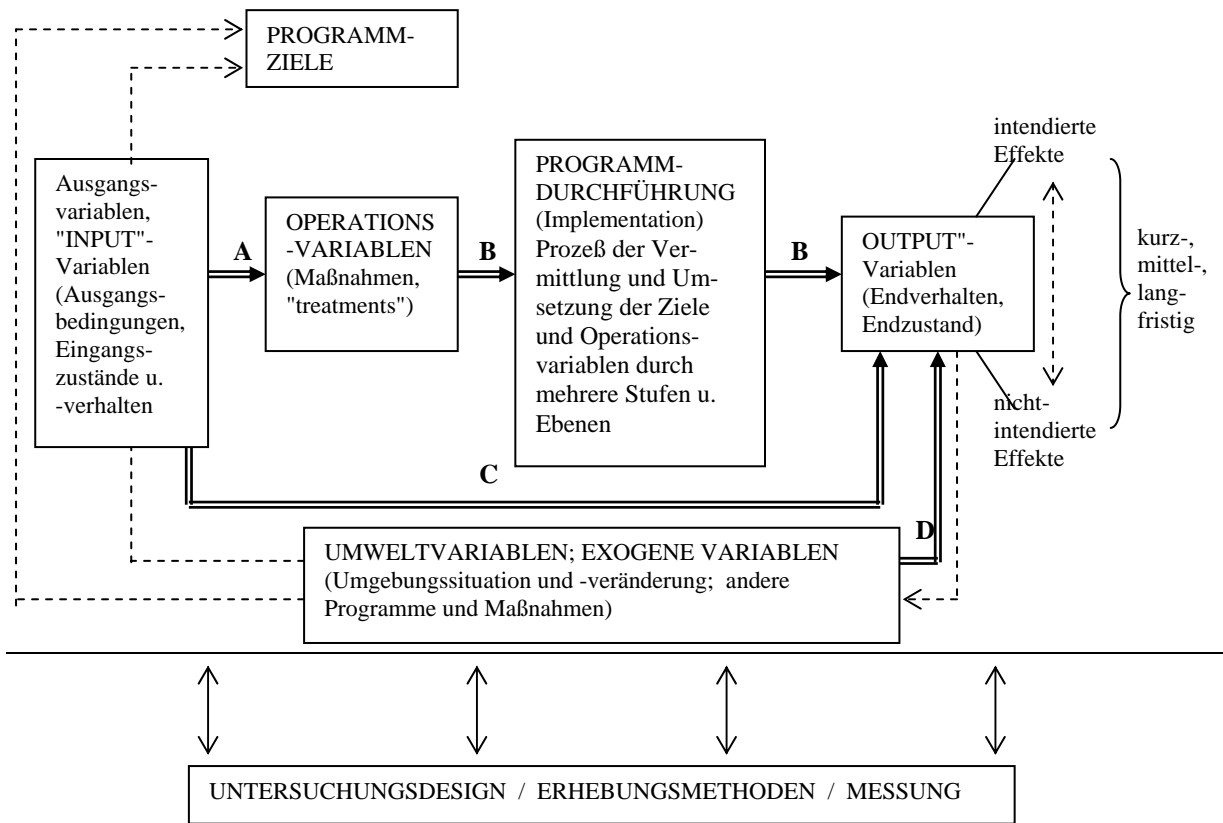 PROGRAMM-
ZIELE
Ausgangs-
variablen,
"INPUT"-
Variablen
(Ausgangs-
bedingungen,
Eingangs-
zustände u.
-verhalten
A
OPERATIONS
-VARIABLEN
(Maßnahmen,
"treatments")
B
PROGRAMM-
DURCHFÜHRUNG
(Implementation)
Prozeß der Ver-
mittlung und Um-
setzung der Ziele
und Operations-
variablen durch
mehrere Stufen u.
Ebenen
B
OUTPUT"-
Variablen
(Endverhalten,
Endzustand)
intendierte
Effekte
nicht-
intendierte
Effekte
kurz-,
mittel-,
lang-
fristig
C
D
UMWELTVARIABLEN; EXOGENE VARIABLEN
(Umgebungssituation und -veränderung; andere
Programme und Maßnahmen)
UNTERSUCHUNGSDESIGN / ERHEBUNGSMETHODEN / MESSUNG